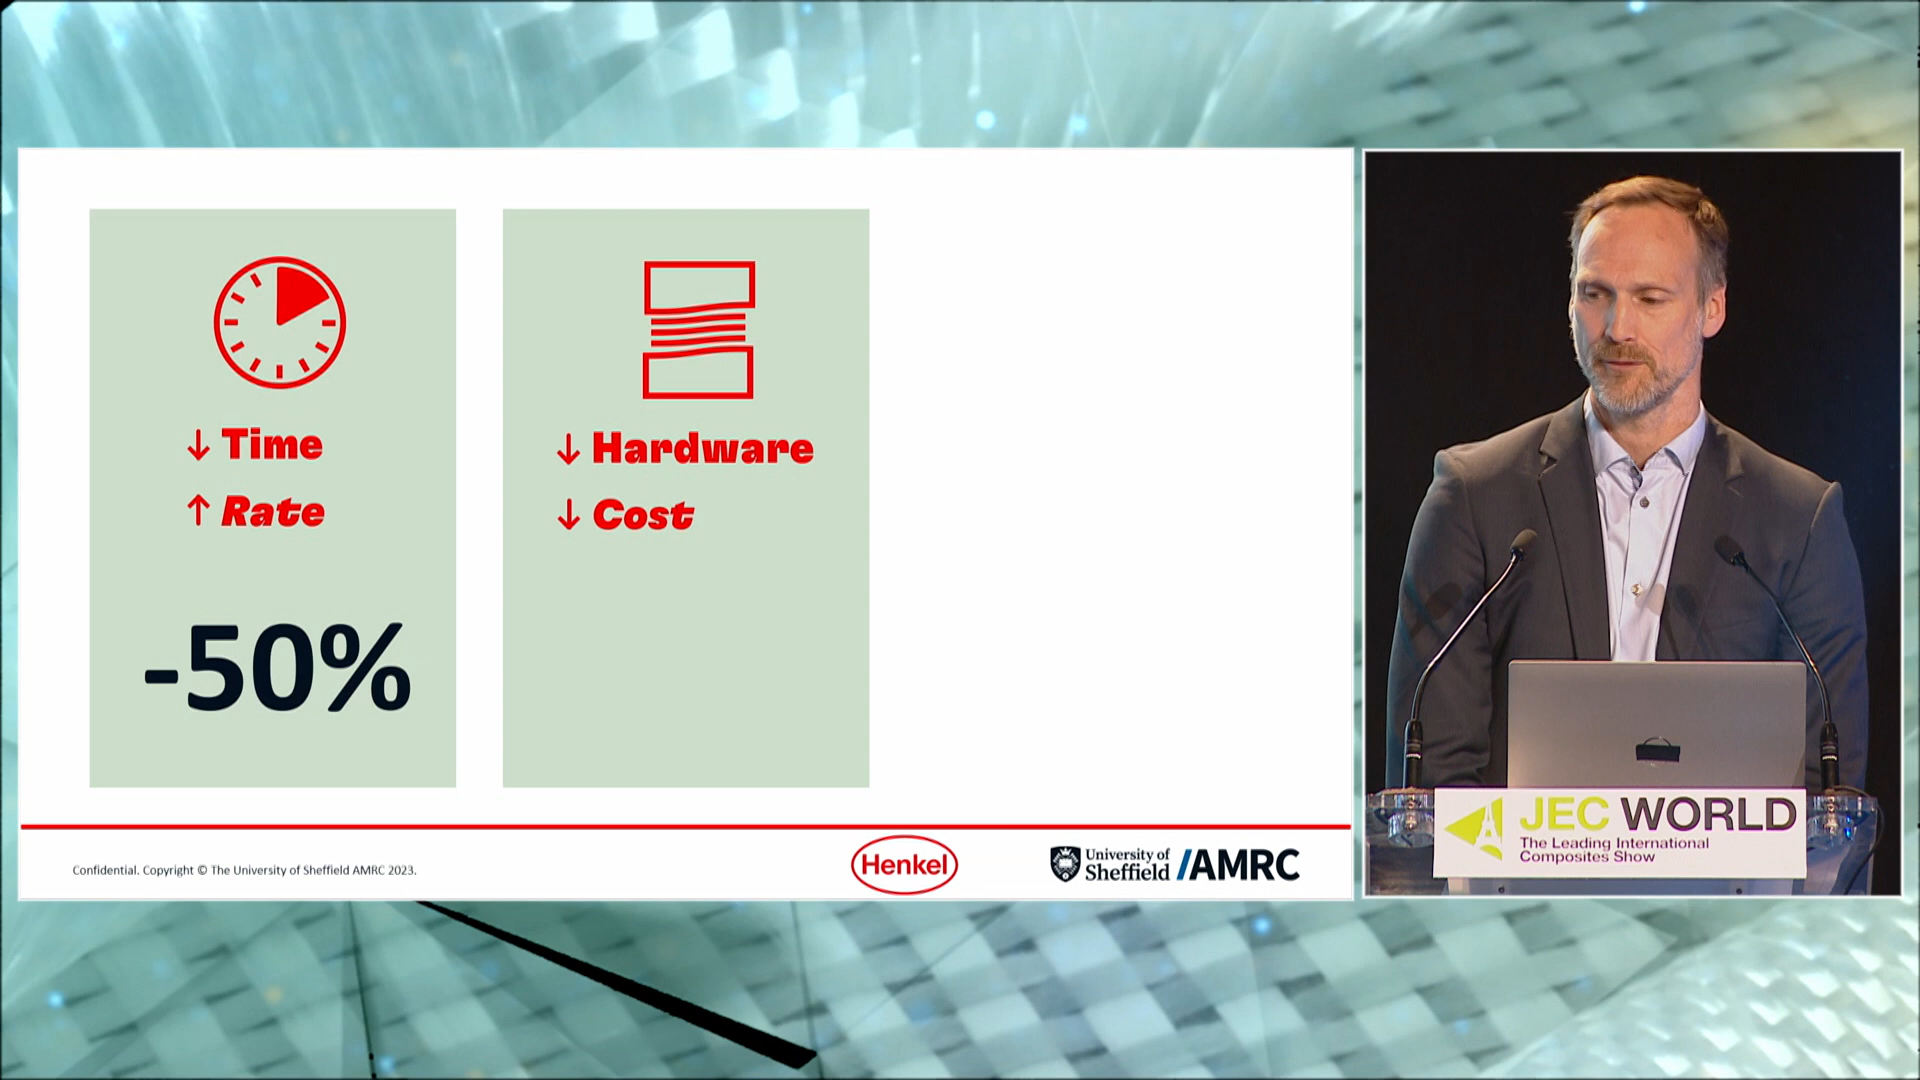 ↓ Time
↑ Rate
-50%
↓ Hardware
↓ Cost
Confidential. Copyright © The University of Sheffield AMRC 2023.
Henkel
University of
Sheffield
/AMRC
JEC WORLD
The Leading International
Composites Show